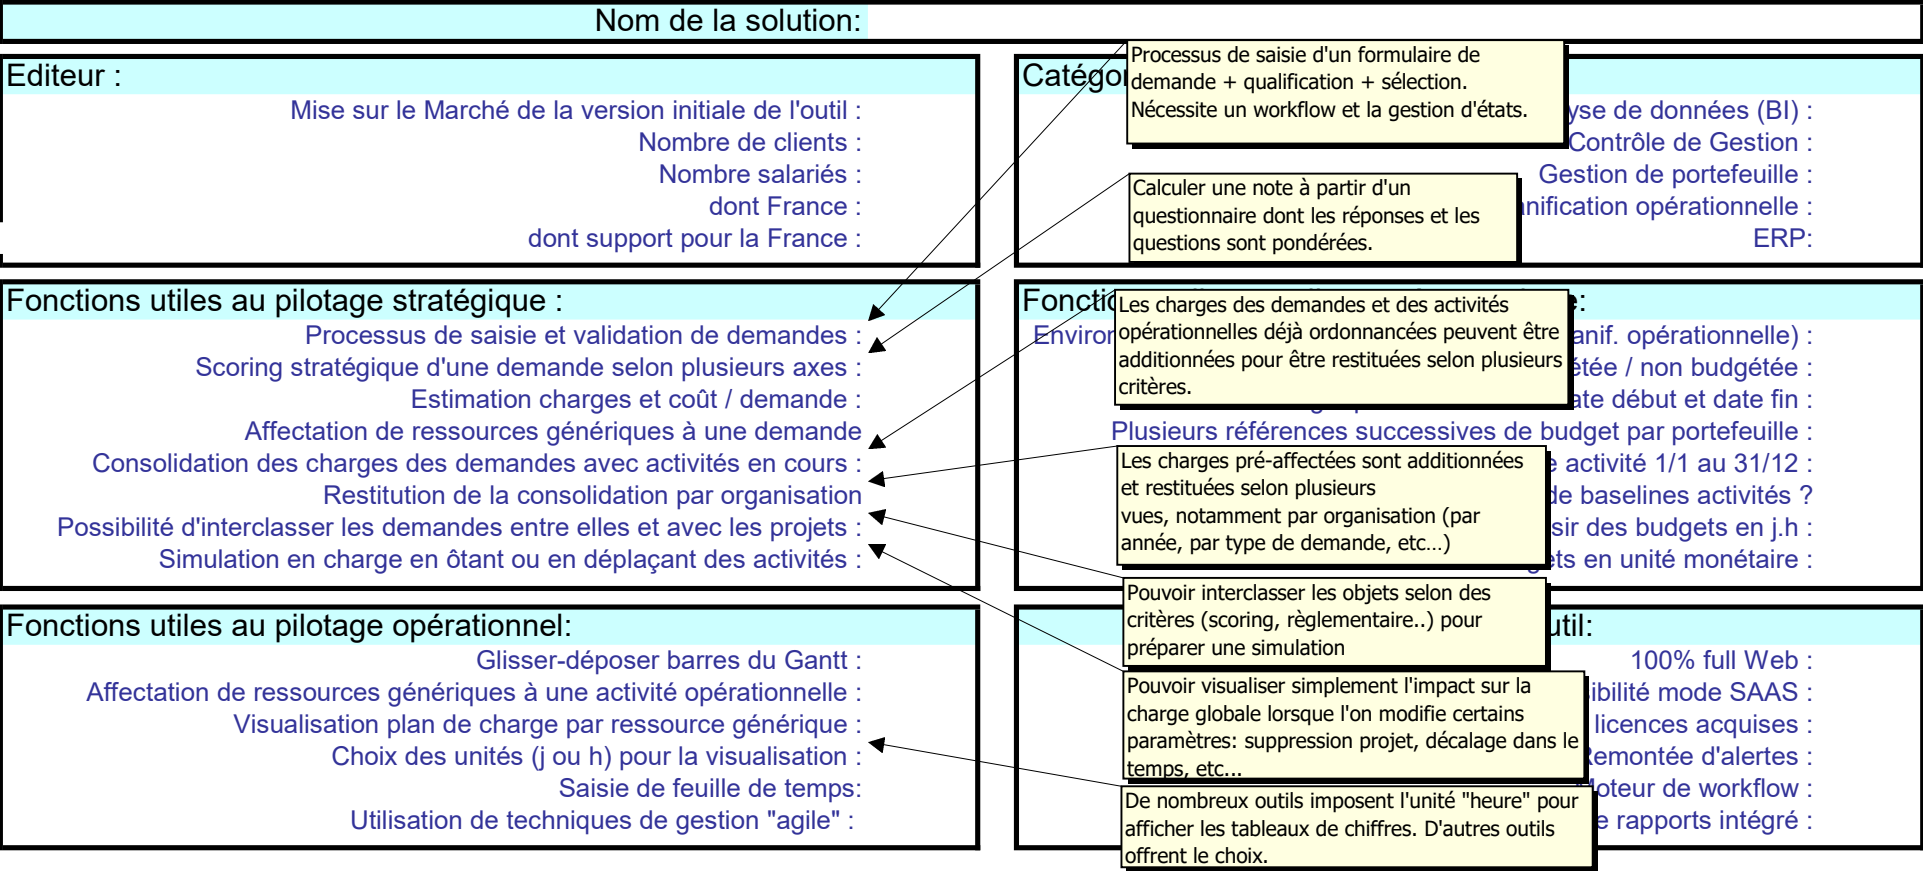 Nom de la solution:
Editeur :
Mise sur le Marché de la version initiale de l'outil :
Nombre de clients :
Nombre salariés :
dont France :
dont support pour la France :
Processus de saisie d'un formulaire de
demande + qualification + sélection.
Nécessite un workflow et la gestion d'états.
de données (BI) :
Contrôle de Gestion :
Gestion de portefeuille :
opérationnelle :
ERP:
Calculer une note à partir d'un
questionnaire dont les réponses et les
questions sont pondérées.
Fonctions utiles au pilotage stratégique :
Processus de saisie et validation de demandes :
Scoring stratégique d'une demande selon plusieurs axes :
Estimation charges et coût / demande :
Affectation de ressources génériques à une demande
Consolidation des charges des demandes avec activités en cours :
Restitution de la consolidation par organisation
Possibilité d'interclasser les demandes entre elles et avec les projets :
Simulation en charge en ôtant ou en déplaçant des activités :
Les charges des demandes et des activités
opérationnelles déjà ordonnancées peuvent être
additionnées pour être restituées selon plusieurs
critères.
opérationnelle) :
/ non budgétée :
début et date fin :
Plusieurs références successives de budget par portefeuille :
activité 1/1 au 31/12 :
de baselines activités ?
des budgets en j.h :
en unité monétaire :
Les charges pré-affectées sont additionnées
et restituées selon plusieurs
vues, notamment par organisation (par
année, par type de demande, etc…)
Pouvoir interclasser les objets selon des
critères (scoring, règlementaire..) pour
préparer une simulation
Fonctions utiles au pilotage opérationnel:
Glisser-déposer barres du Gantt :
Affectation de ressources génériques à une activité opérationnelle :
Visualisation plan de charge par ressource générique :
Choix des unités (j ou h) pour la visualisation :
Saisie de feuille de temps:
Utilisation de techniques de gestion "agile" :
100% full Web :
mode SAAS :
licences acquises :
Remontée d'alertes :
Moteur de workflow :
rapports intégré :
Pouvoir visualiser simplement l'impact sur la
charge globale lorsque l'on modifie certains
paramètres: suppression projet, décalage dans le
temps, etc...
De nombreux outils imposent l'unité "heure" pour
afficher les tableaux de chiffres. D'autres outils
offrent le choix.